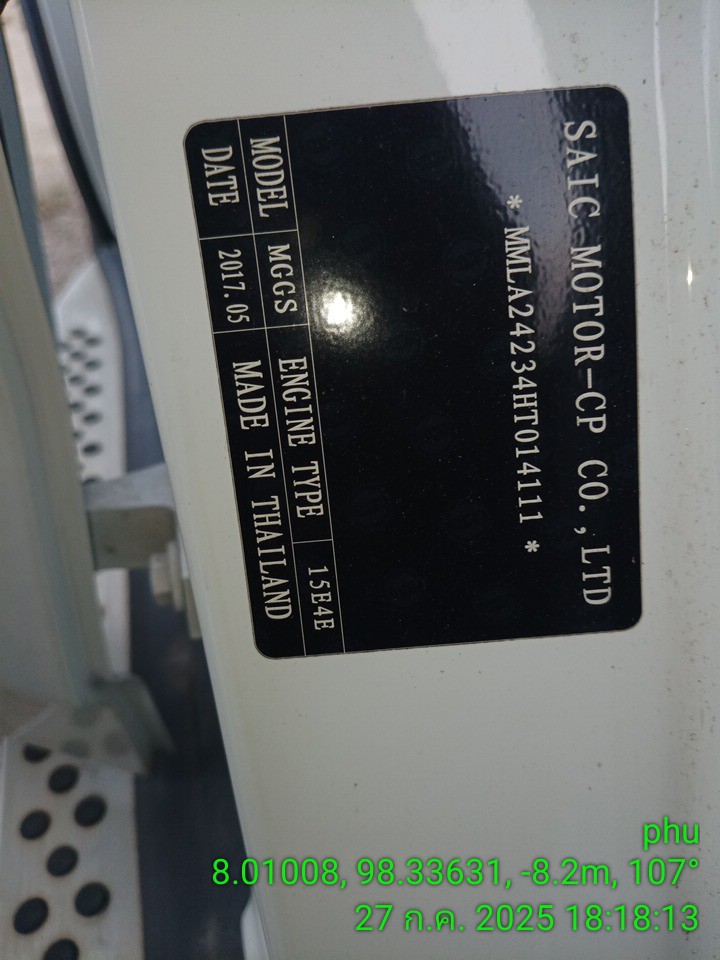 SAIC MOTOR-CP CO.,LTD
* MMLA24234HT014111 *
MODEL MGGS ENGINE TYPE 15E4E
DATE 2017.05 MADE IN THAILAND
phu
8.01008, 98.33631, -8.2m, 107°
27 ก.ค. 2025 18:18:13